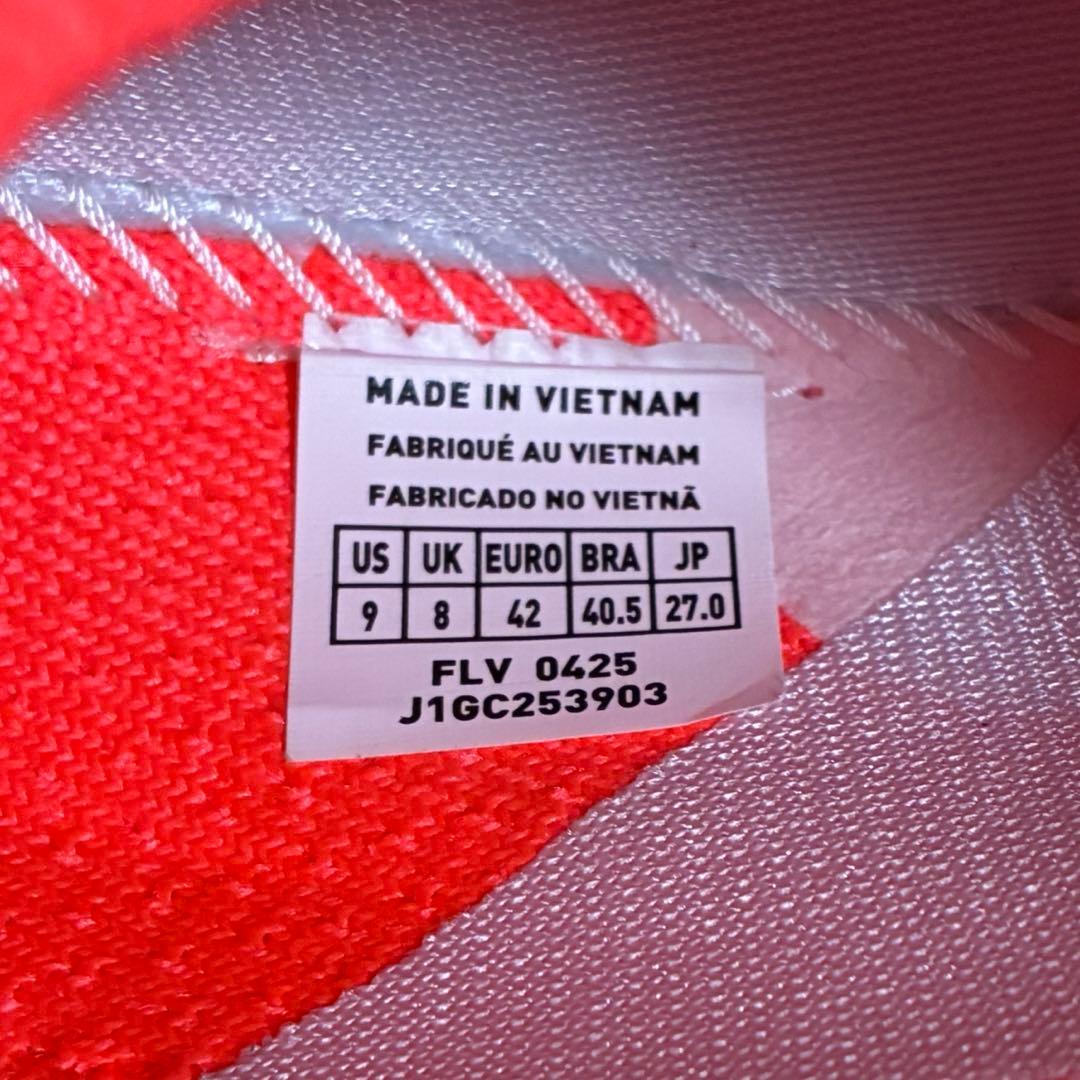 MADE IN VIETNAM
FABRIQUÉ AU VIETNAM
FABRICADO NO VIETNÃ
US UK EURO BRA JP
9 8 42 40.5 27.0
FLV 0425
J1GC253903